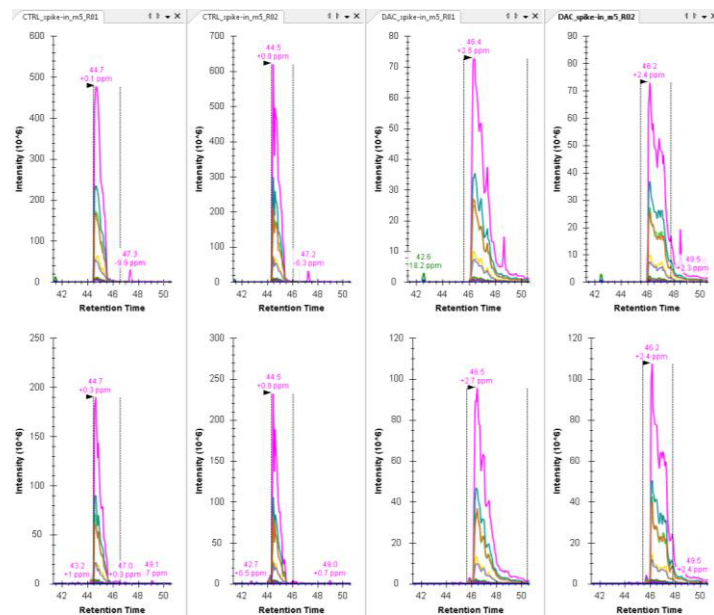 CTRL_spike-in_m5_R01
CTRL_spike-in_m5_R02
DAC_spike-in_m5_R01
DAC_spike-in_m5_R02
Intensity (10^6)
600
500
400
300
200
100
0
44.7
+0.1 ppm
47.3
-6.9 ppm
42 44 46 48 50
Retention Time
Intensity (10^6)
700
600
500
400
300
200
100
0
44.5
+0.8 ppm
47.2
-6.3 ppm
42 44 46 48 50
Retention Time
Intensity (10^6)
80
70
60
50
40
30
20
10
0
46.4
+2.6 ppm
42.6
-18.2 ppm
42 44 46 48 50
Retention Time
Intensity (10^6)
90
80
70
60
50
40
30
20
10
0
46.2
+2.4 ppm
49.5
+2.3 ppm
42 44 46 48 50
Retention Time
Intensity (10^6)
250
200
150
100
50
0
44.7
+0.3 ppm
43.2
+1 ppm
47.0
+0.3 ppm
49.1
42 44 46 48 50
Retention Time
Intensity (10^6)
300
250
200
150
100
50
0
44.5
+0.8 ppm
42.7
+0.5 ppm
49.0
+0.7 ppm
42 44 46 48 50
Retention Time
Intensity (10^6)
120
100
80
60
40
20
0
46.5
+2.7 ppm
42 44 46 48 50
Retention Time
Intensity (10^6)
120
100
80
60
40
20
0
46.2
+2.4 ppm
49.5
+2.4 ppm
42 44 46 48 50
Retention Time